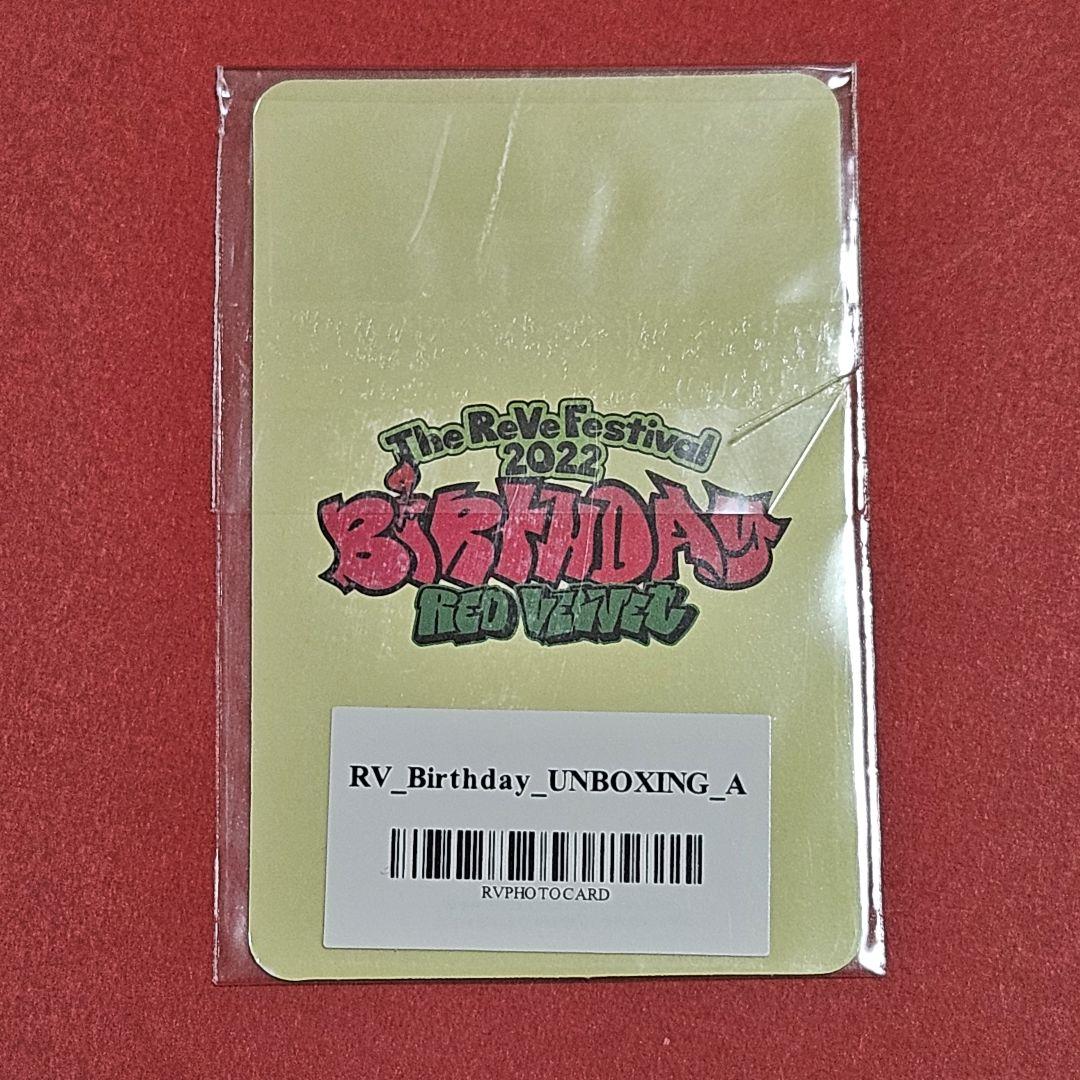 The ReVe Festival
2022
BiRTHDAY
RED VELVET
RV_Birthday_UNBOXING_A
RVPHOTOCARD